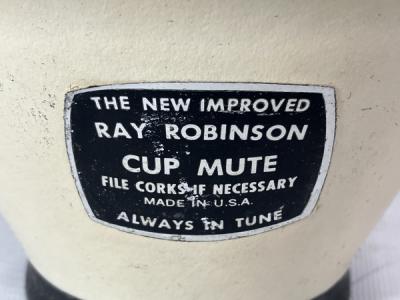 THE NEW IMPROVED
RAY ROBINSON
CUP MUTE
FILE CORKS IF NECESSARY
MADE IN U.S.A.
ALWAYS IN TUNE